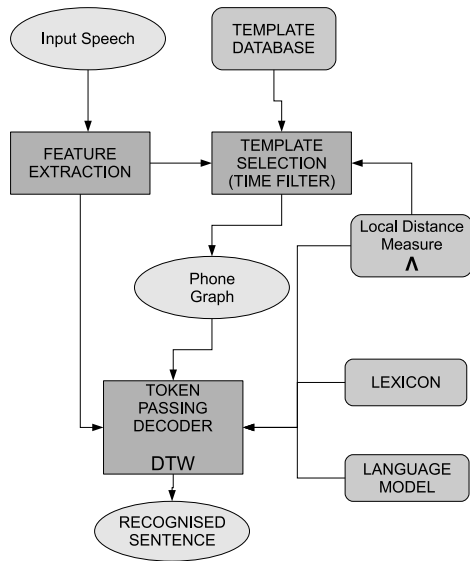 Input Speech
TEMPLATE
DATABASE
FEATURE
EXTRACTION
TEMPLATE
SELECTION
(TIME FILTER)
Local Distance
Measure
Λ
Phone
Graph
TOKEN
PASSING
DECODER
DTW
LEXICON
LANGUAGE
MODEL
RECOGNISED
SENTENCE